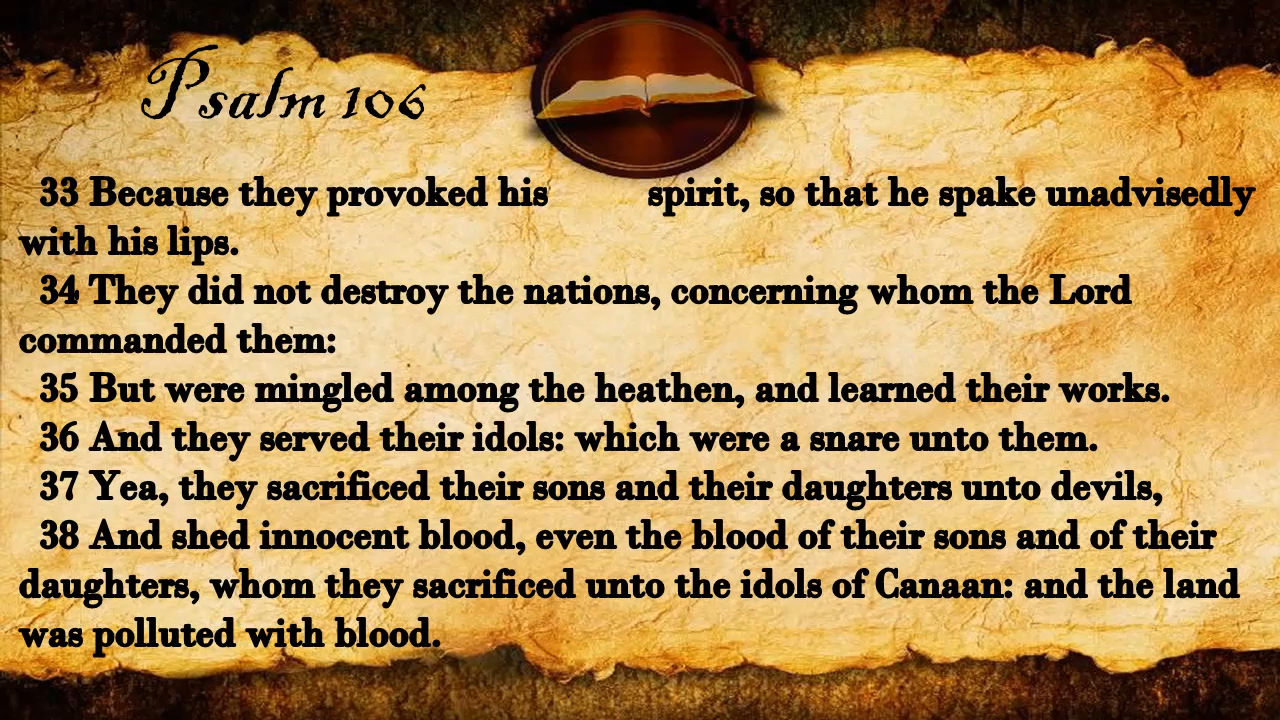 Psalm 106
33 Because they provoked his spirit, so that he spake unadvisedly
with his lips.
34 They did not destroy the nations, concerning whom the Lord
commanded them:
35 But were mingled among the heathen, and learned their works.
36 And they served their idols: which were a snare unto them.
37 Yea, they sacrificed their sons and their daughters unto devils,
38 And shed innocent blood, even the blood of their sons and of their
daughters, whom they sacrificed unto the idols of Canaan: and the land
was polluted with blood.